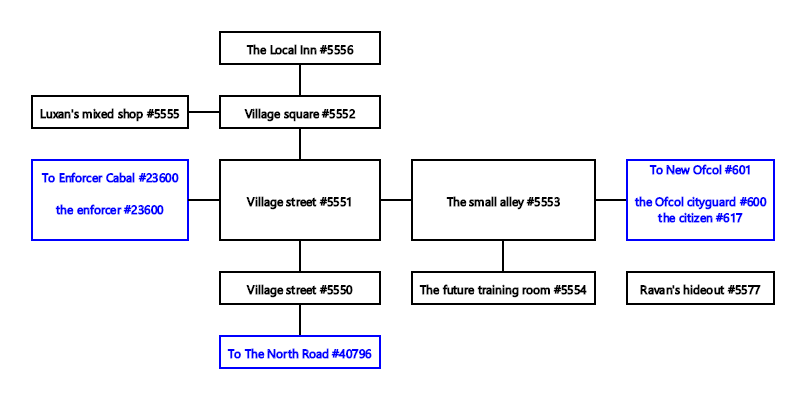 The Local Inn #5556
Luxan's mixed shop #5555
Village square #5552
To Enforcer Cabal #23600
the enforcer #23600
Village street #5551
The small alley #5553
To New Ofcol #601
the Ofcol cityguard #600
the citizen #617
Village street #5550
The future training room #5554
Ravan's hideout #5577
To The North Road #40796